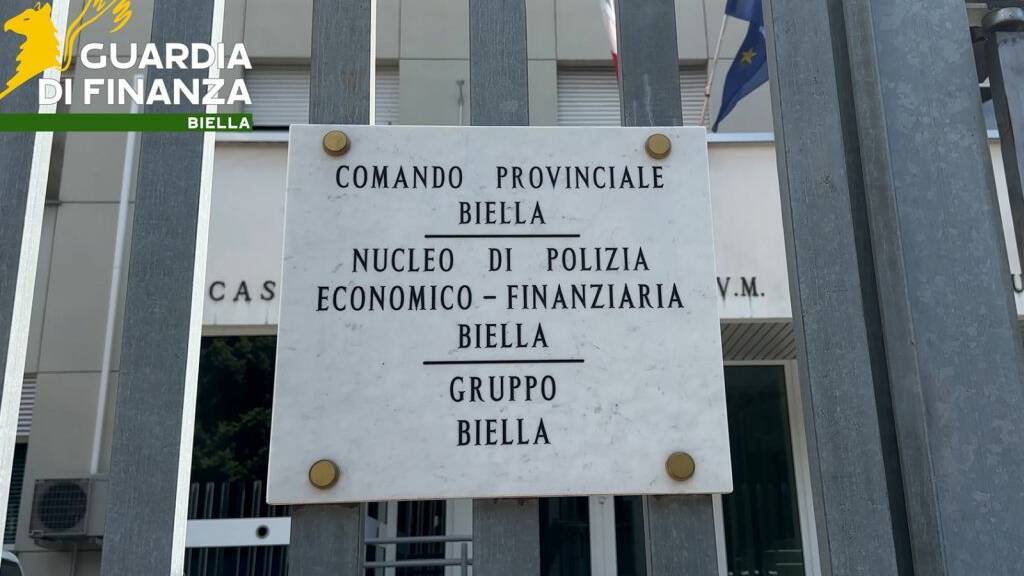 GUARDIA
DI FINANZA
BIELLA
COMANDO PROVINCIALE
BIELLA
NUCLEO DI POLIZIA
ECONOMICO - FINANZIARIA
BIELLA
GRUPPO
BIELLA
CAS
V.M.